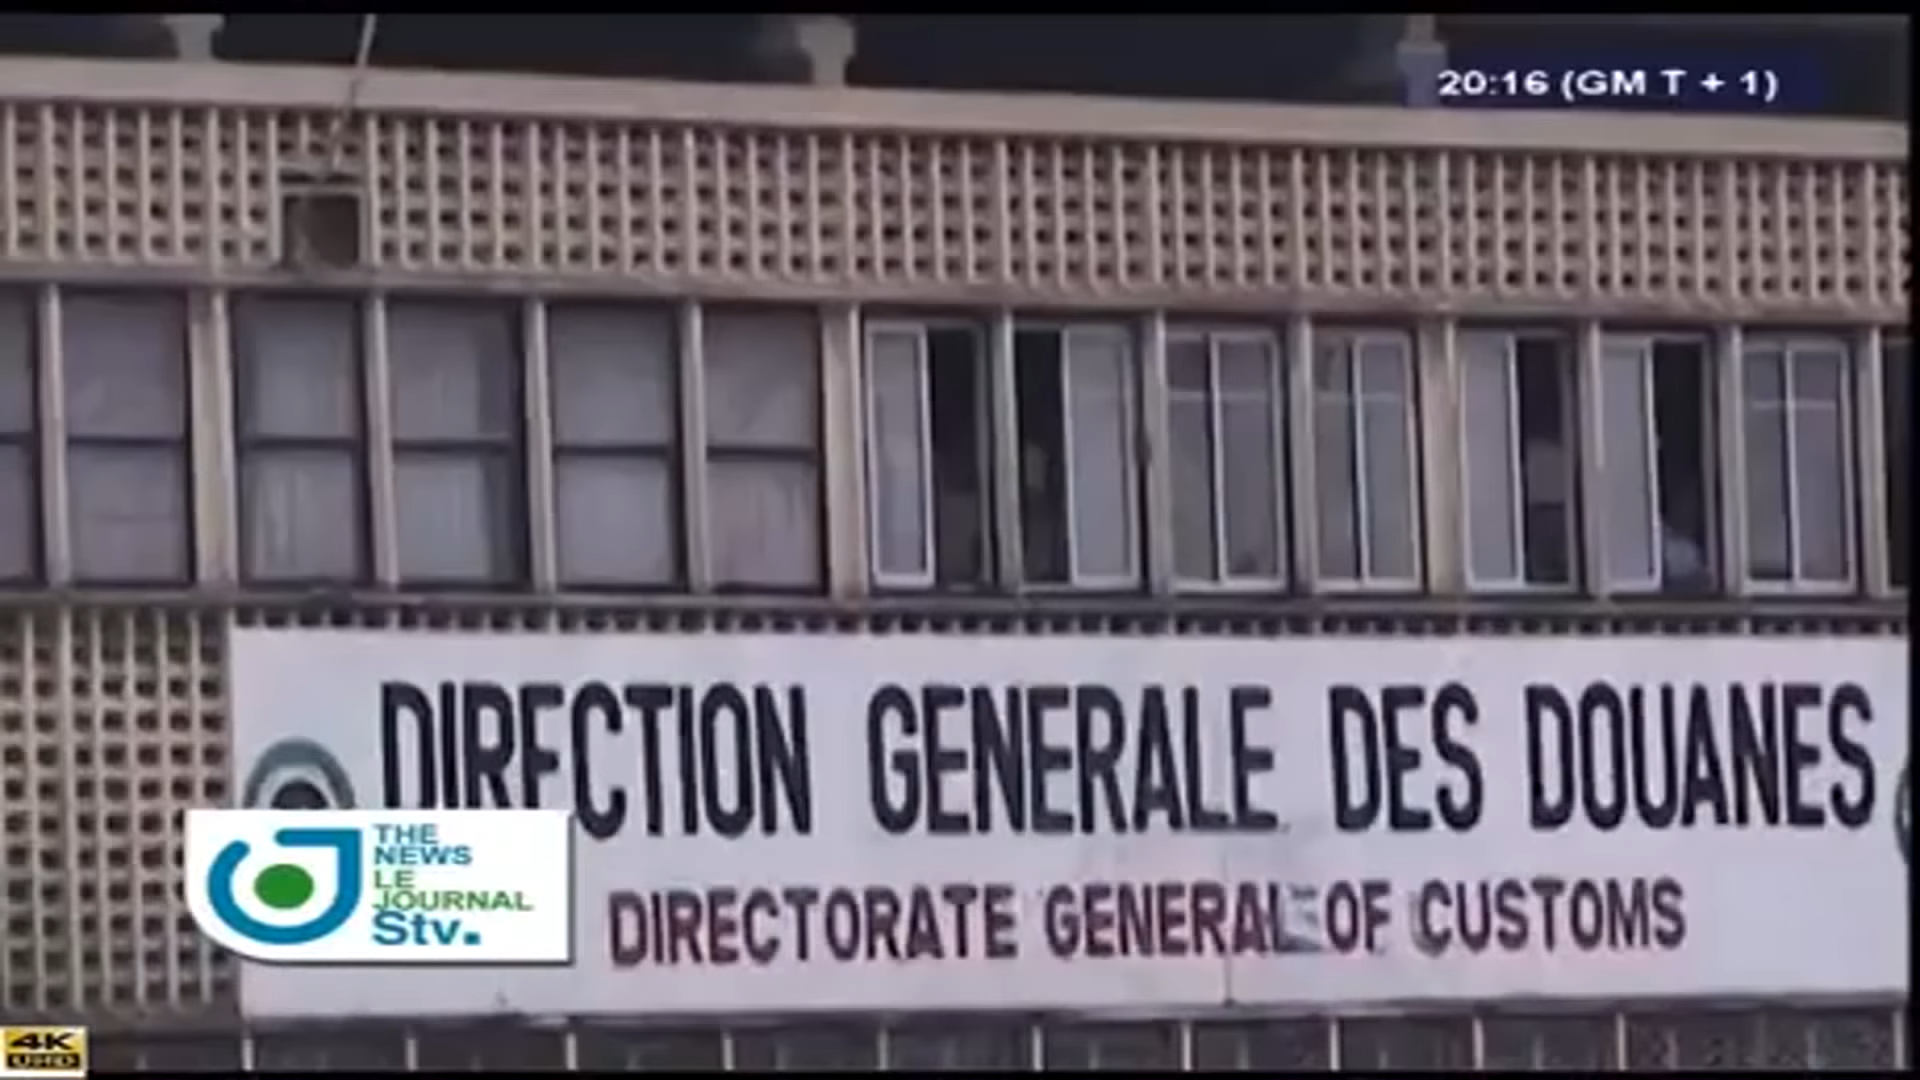 20:16 (GM T + 1)
DIRECTION GENERALE DES DOUANES
DIRECTORATE GENERAL OF CUSTOMS
THE
NEWS
LE
JOURNAL
Stv.
4K
UHD